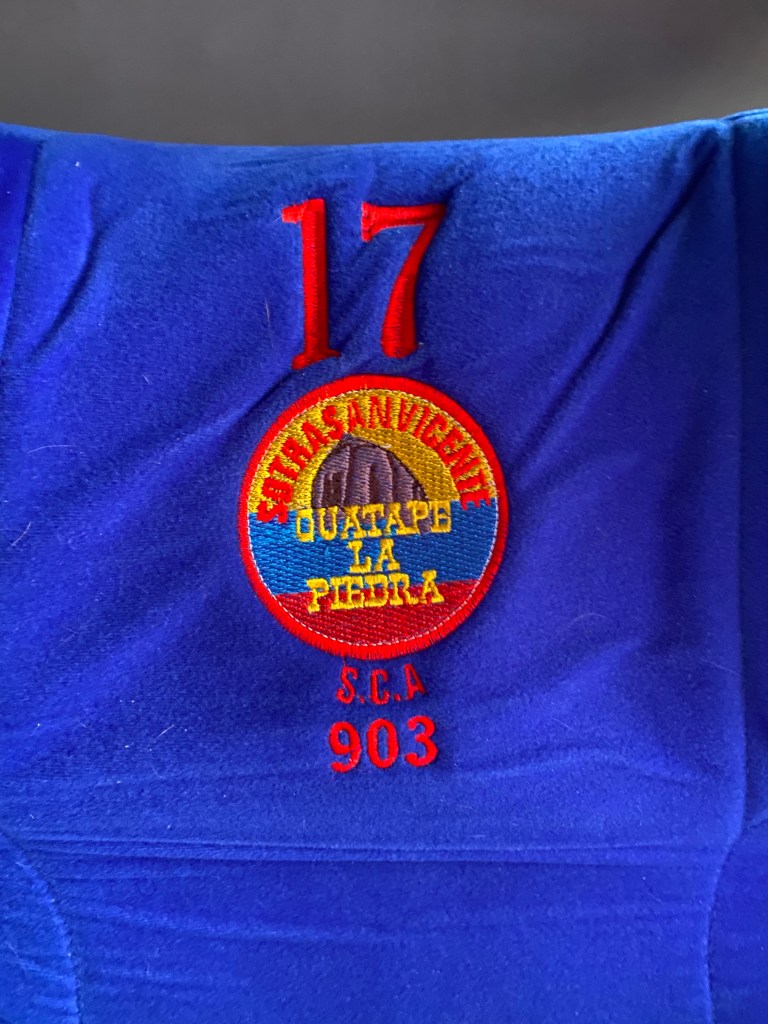 17
SOTRASANVICENTE
GUATAPE
LA
PIEDRA
S.C.A
903